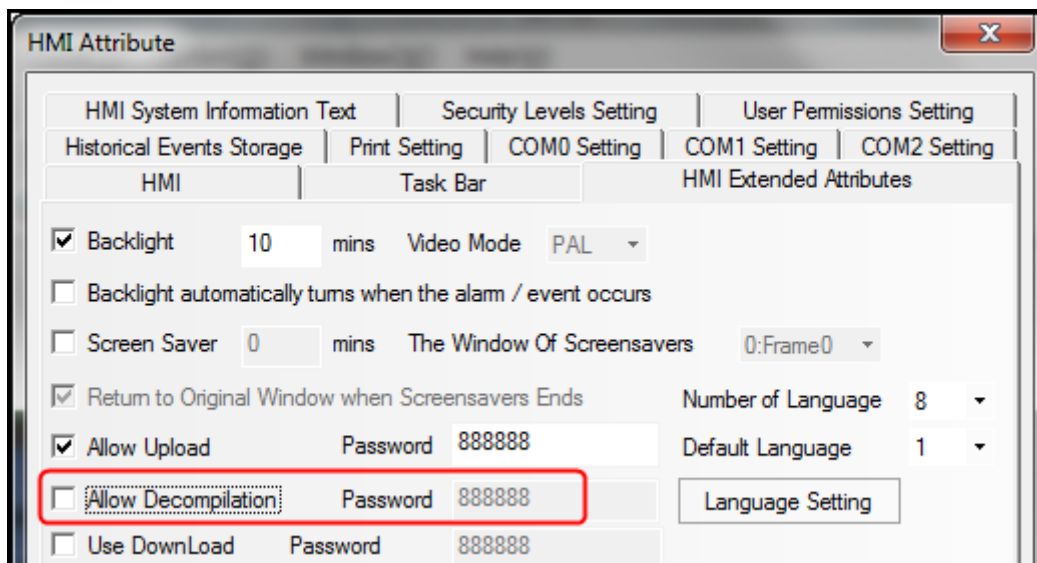 HMI Attribute
HMI System Information Text Security Levels Setting User Permissions Setting
Historical Events Storage Print Setting COM0 Setting COM1 Setting COM2 Setting
HMI Task Bar HMI Extended Attributes
Backlight 10 mins Video Mode PAL
Backlight automatically turns when the alarm / event occurs
Screen Saver 0 mins The Window Of Screensavers 0:Frame0
Return to Original Window when Screensavers Ends Number of Language 8
Allow Upload Password 888888 Default Language 1
Allow Decompilation Password 888888 Language Setting
Use DownLoad Password 888888